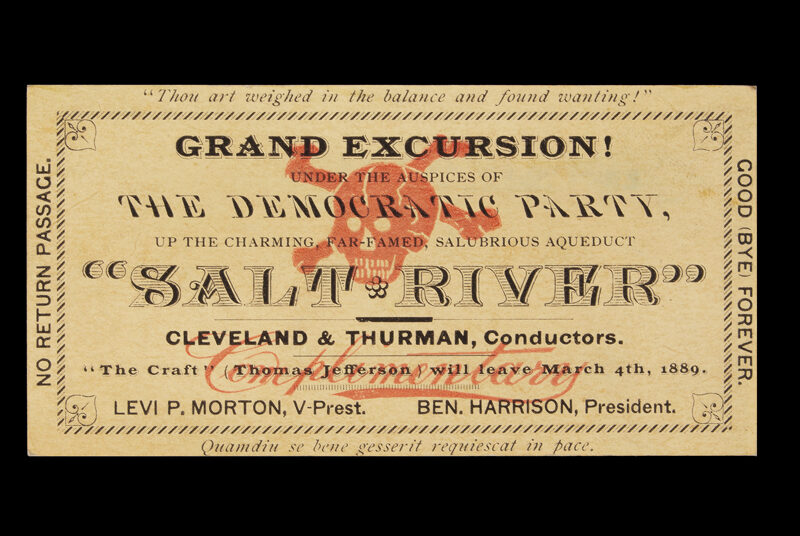 "Thou art weighed in the balance and found wanting!"
NO RETURN PASSAGE.
GRAND EXCURSION!
UNDER THE AUSPICES OF
THE DEMOCRATIC PARTY,
UP THE CHARMING, FAR-FAMED, SALUBRIOUS AQUEDUCT
"SALT RIVER"
CLEVELAND & THURMAN, Conductors.
Complimentary
"The Craft" (Thomas Jefferson) will leave March 4th, 1889.
LEVI P. MORTON, V-Prest. BEN. HARRISON, President.
GOOD (BYE) FOREVER.
Quamdiu se bene gesserit requiescat in pace.